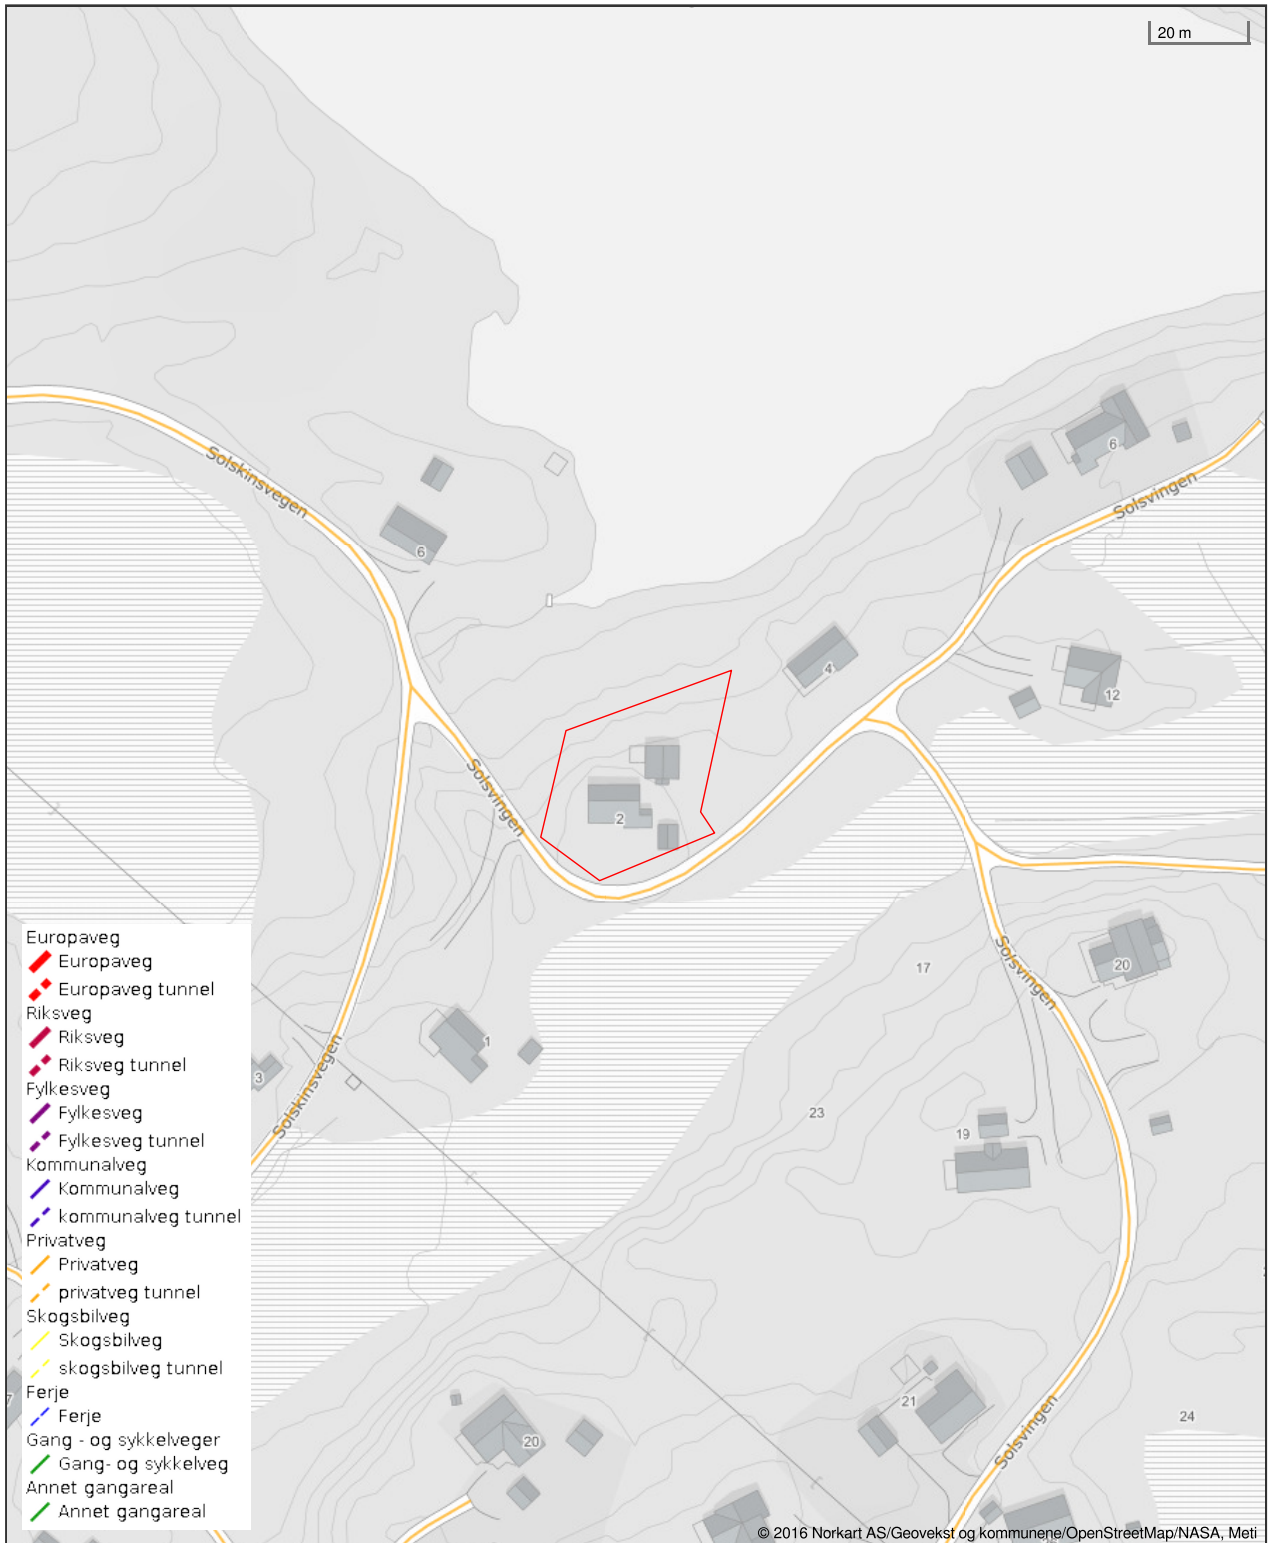 20 m
6
Solskinsvegen
Solsvingen
6
4
12
Solsvingen
2
Europaveg
Europaveg
Europaveg tunnel
Riksveg
Riksveg
Riksveg tunnel
Fylkesveg
Fylkesveg
Fylkesveg tunnel
Kommunalveg
Kommunalveg
kommunalveg tunnel
Privatveg
Privatveg
privatveg tunnel
Skogsbilveg
Skogsbilveg
skogsbilveg tunnel
Ferje
Ferje
Gang - og sykkelveger
Gang- og sykkelveg
Annet gangareal
Annet gangareal
17
Solsvingen
20
1
3
Solskinsvegen
23
19
7
21
24
20
Solsvingen
© 2016 Norkart AS/Geovekst og kommunene/OpenStreetMap/NASA, Meti